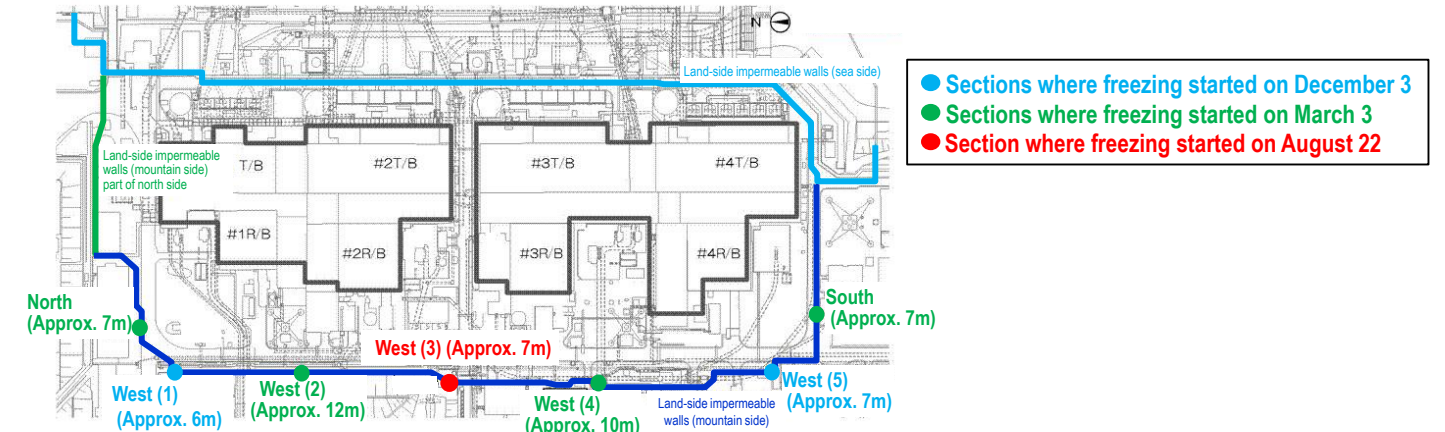 N
Land-side impermeable walls (sea side)
Sections where freezing started on December 3
Sections where freezing started on March 3
Section where freezing started on August 22
Land-side impermeable
walls (mountain side)
part of north side
T/B
#2T/B
#3T/B
#4T/B
#1R/B
#2R/B
#3R/B
#4R/B
North
(Approx. 7m)
South
(Approx. 7m)
West (3) (Approx. 7m)
West (1)
(Approx. 6m)
West (2)
(Approx. 12m)
West (4)
(Approx. 10m)
Land-side impermeable
walls (mountain side)
West (5)
(Approx. 7m)